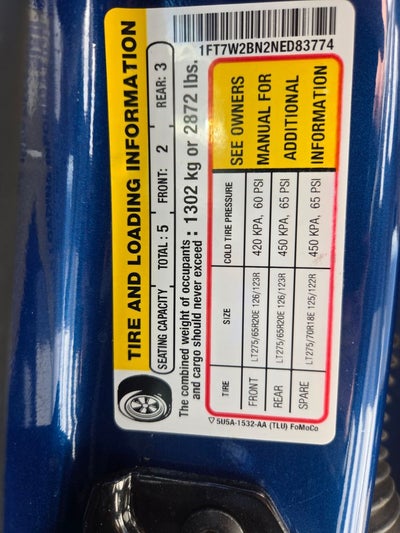 1FT7W2BN2NED83774
TIRE AND LOADING INFORMATION
SEATING CAPACITY TOTAL: 5 FRONT: 2 REAR: 3
The combined weight of occupants
and cargo should never exceed : 1302 kg or 2872 lbs.
TIRE SIZE COLD TIRE PRESSURE SEE OWNERS
FRONT LT275/65R20E 126/123R 420 KPA, 60 PSI MANUAL FOR
REAR LT275/65R20E 126/123R 450 KPA, 65 PSI ADDITIONAL
SPARE LT275/70R18E 125/122R 450 KPA, 65 PSI INFORMATION
5U5A-1532-AA (TLU) FoMoCo